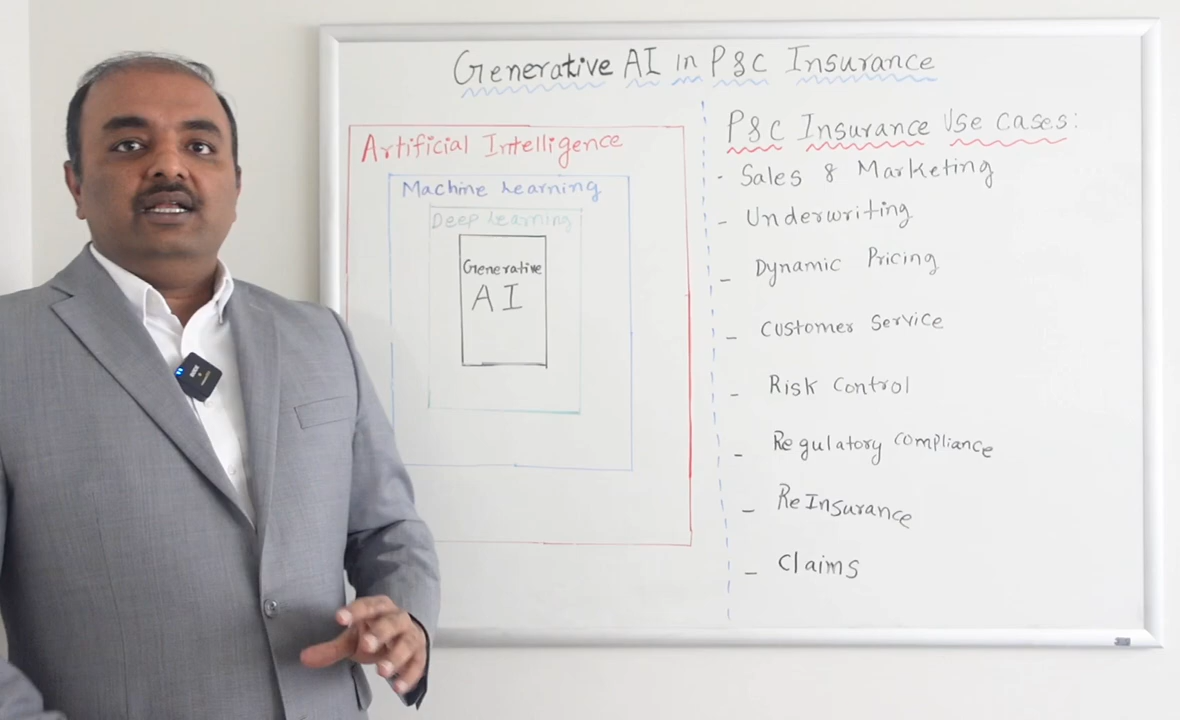 Generative AI in P&C Insurance
Artificial Intelligence
Machine Learning
Deep Learning
Generative
AI
P&C Insurance Use Cases:
- Sales & Marketing
- Underwriting
- Dynamic Pricing
- Customer Service
- Risk Control
- Regulatory Compliance
- ReInsurance
- Claims